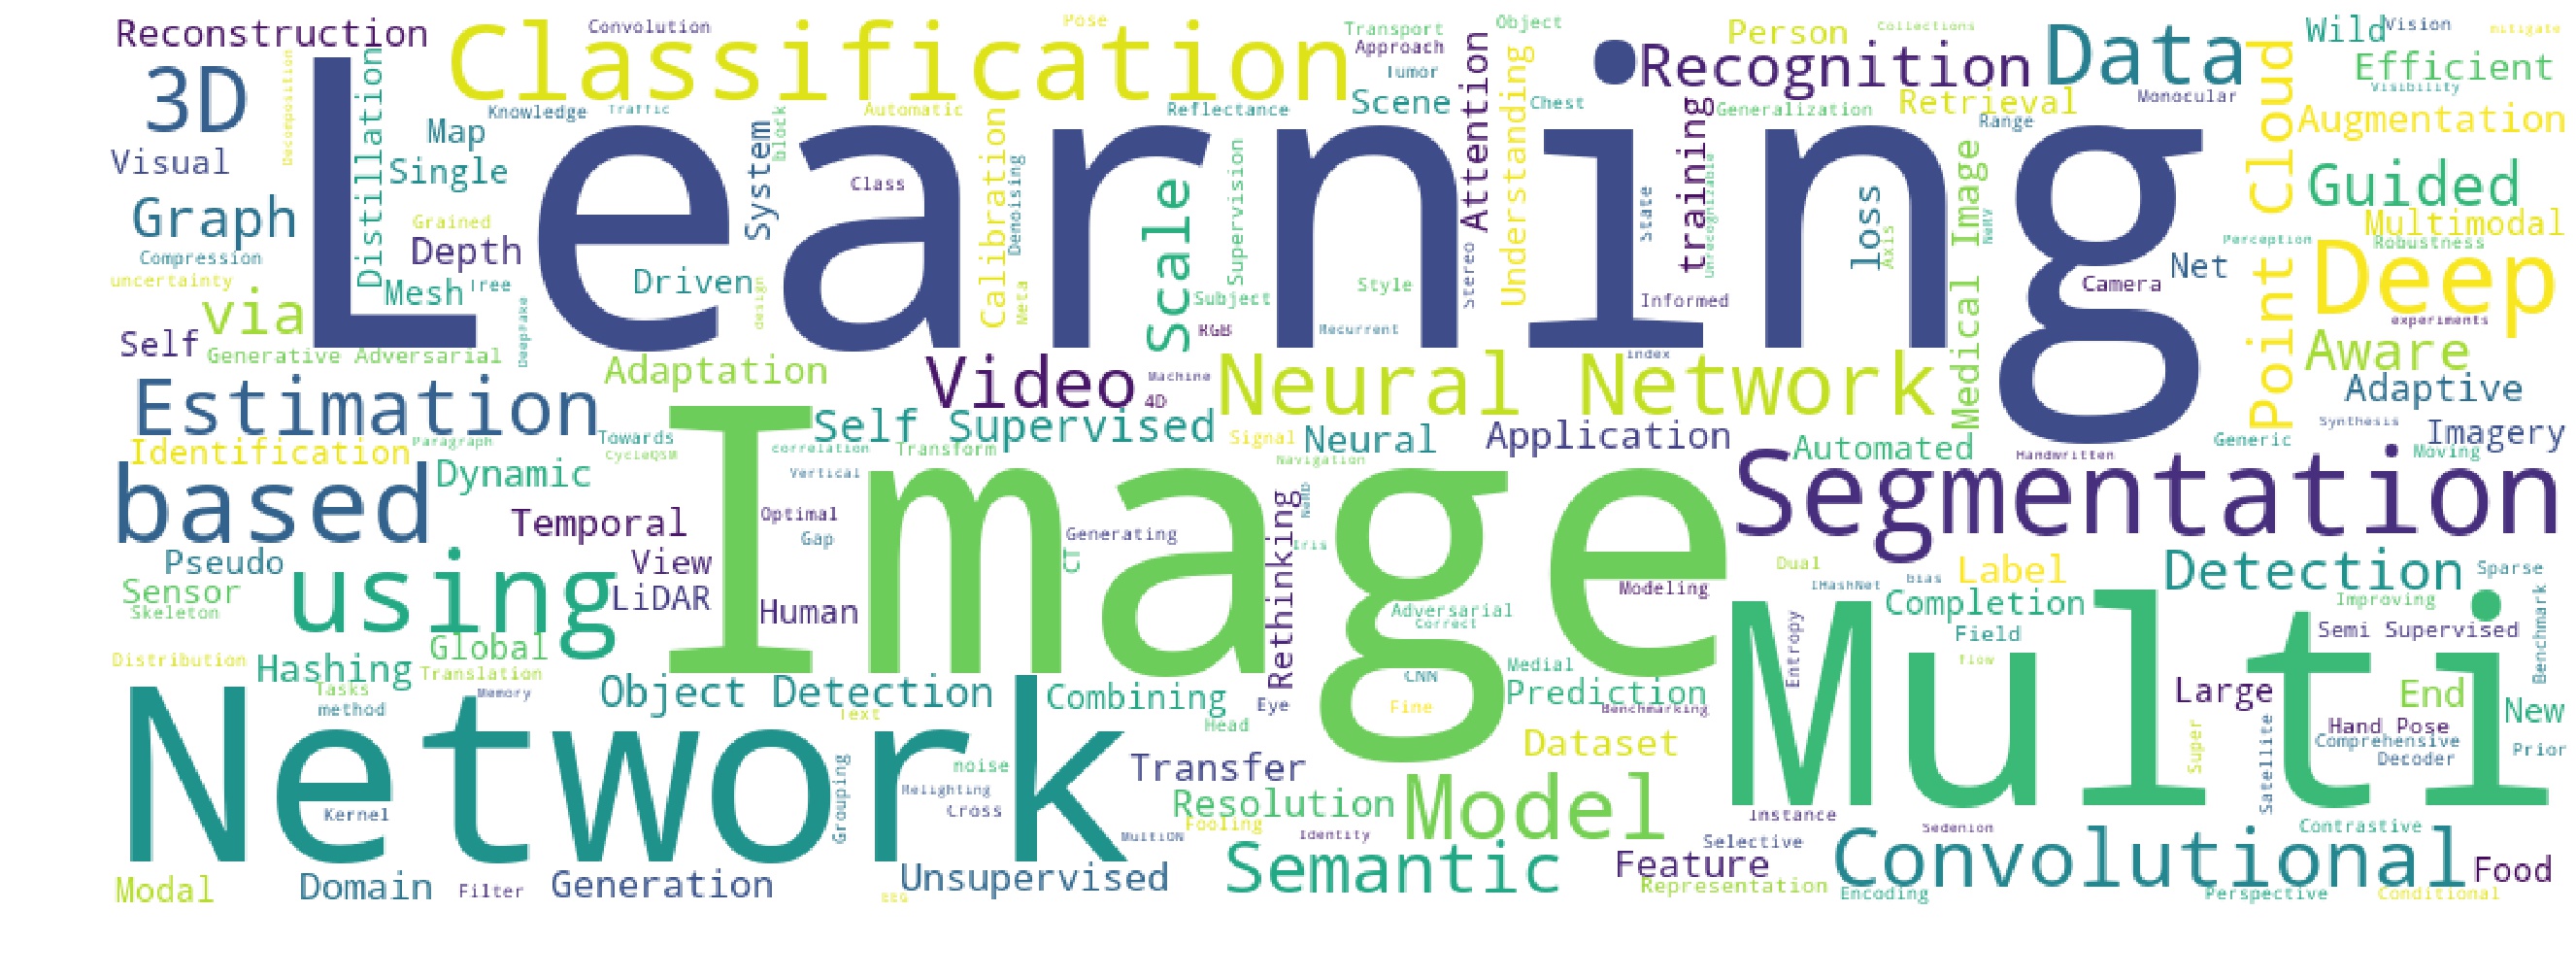 Reconstruction
Classification
Convolution
Pose
Transport
Approach
Tumor
Object
Recognition
Person
Collections
Data
Wild
Vision
mitigate
Efficient
Visibility
3D
Decomposition
Distillation
Learning
Knowledge
Traffic
Automatic
Reflectance
Scene
Attention
Understanding
Chest
training
Generalization
Retrieval
Monocular
Range
Point Cloud
Augmentation
Map
Single
System
block
Visual
Class
Calibration
Denoising
Scale
Supervision
State
Unrecognizable
loss
Axis
Medical Image
NeRV
Guided
Multimodal
Graph
Grained
Depth
Compression
uncertainty
Driven
design
Mesh
Tree
Meta
Subject
Style
Stereo
Informed
Perception
Robustness
Net
Camera
Deep
experiments
via
Self
Generative Adversarial
DeepFake
RGB
Recurrent
index
Aware
Adaptation
Video
Machine
4D
Neural Network
Adaptive
Estimation
Self Supervised
Synthesis
Imagery
Identification
Paragraph
Towards
CycleQSM
correlation
Transform
Signal
Neural
Navigation
Application
Automated
Handwritten
Generic
Moving
based
Dynamic
Vertical
Image
Segmentation
Temporal
Optimal
Gap
Generating
CT
Rethinking
NeRD
Iris
Pseudo
using
View
LiDAR
Sensor
Skeleton
Human
Modeling
Dual
IHashNet
bias
Label
Detection
Sparse
Completion
Improving
Adversarial
Correct
Entropy
Field
Multi
Semi Supervised
Benchmark
Global
Distribution
Hashing
Translation
Tasks
Memory
method
flow
Medial
CNN
Object Detection
Combining
Eye
Head
Fine
Prediction
Benchmarking
Large
End
New
Network
Text
Hand Pose
Comprehensive
Decoder
Prior
Super
Satellite
Dataset
noise
Transfer
Grouping
Relighting
Cross
Kernel
Resolution
Model
MultiON
Fooling
Identity
Instance
Sedenion
Contrastive
Selective
Semantic
Feature
Convolutional
Food
Modal
Domain
Filter
Generation
EEG
Unsupervised
Representation
Encoding
Perspective
Conditional